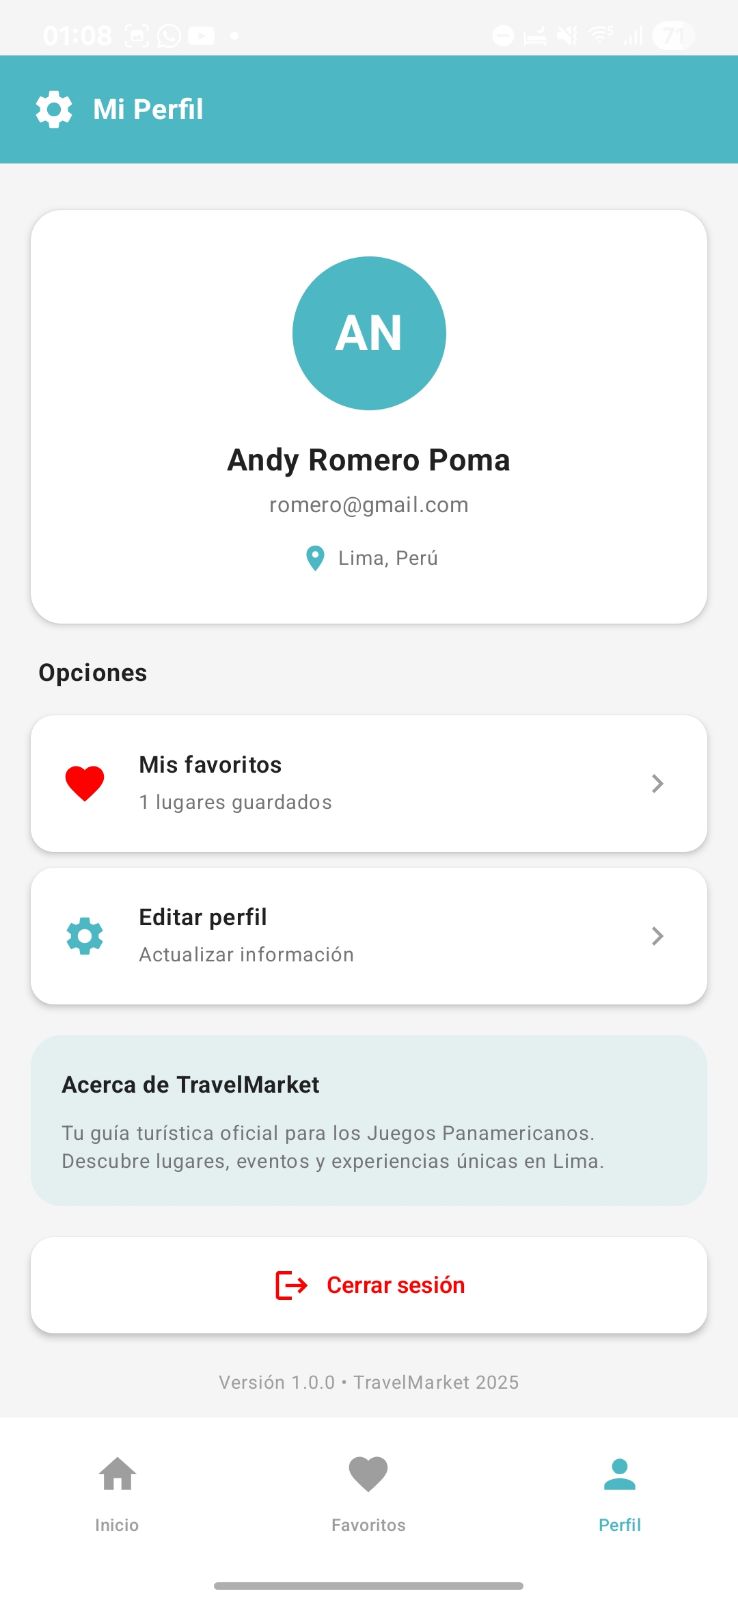 01:08
71
Mi Perfil
AN
Andy Romero Poma
romero@gmail.com
Lima, Perú
Opciones
Mis favoritos
1 lugares guardados
Editar perfil
Actualizar información
Acerca de TravelMarket
Tu guía turística oficial para los Juegos Panamericanos.
Descubre lugares, eventos y experiencias únicas en Lima.
Cerrar sesión
Versión 1.0.0 • TravelMarket 2025
Inicio
Favoritos
Perfil